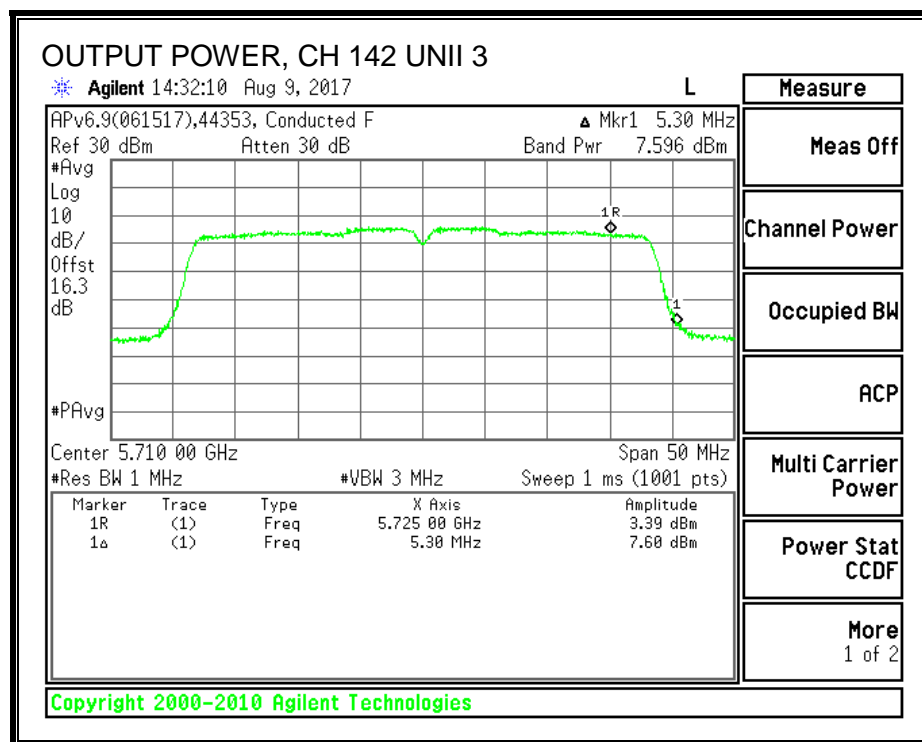 OUTPUT POWER, CH 142 UNII 3
Agilent 14:32:10 Aug 9, 2017 L
Measure
APv6.9(061517),44353, Conducted F ▵ Mkr1 5.30 MHz
Ref 30 dBm Atten 30 dB Band Pwr 7.596 dBm
Meas Off
#Avg
Log
10
dB/
Offst
16.3
dB
1R
1
#PAvg
Channel Power
Occupied BW
ACP
Center 5.710 00 GHz Span 50 MHz
#Res BW 1 MHz #VBW 3 MHz Sweep 1 ms (1001 pts)
Multi Carrier
Power
Marker Trace Type X Axis Amplitude
1R (1) Freq 5.725 00 GHz 3.39 dBm
1▵ (1) Freq 5.30 MHz 7.60 dBm
Power Stat
CCDF
More
1 of 2
Copyright 2000-2010 Agilent Technologies